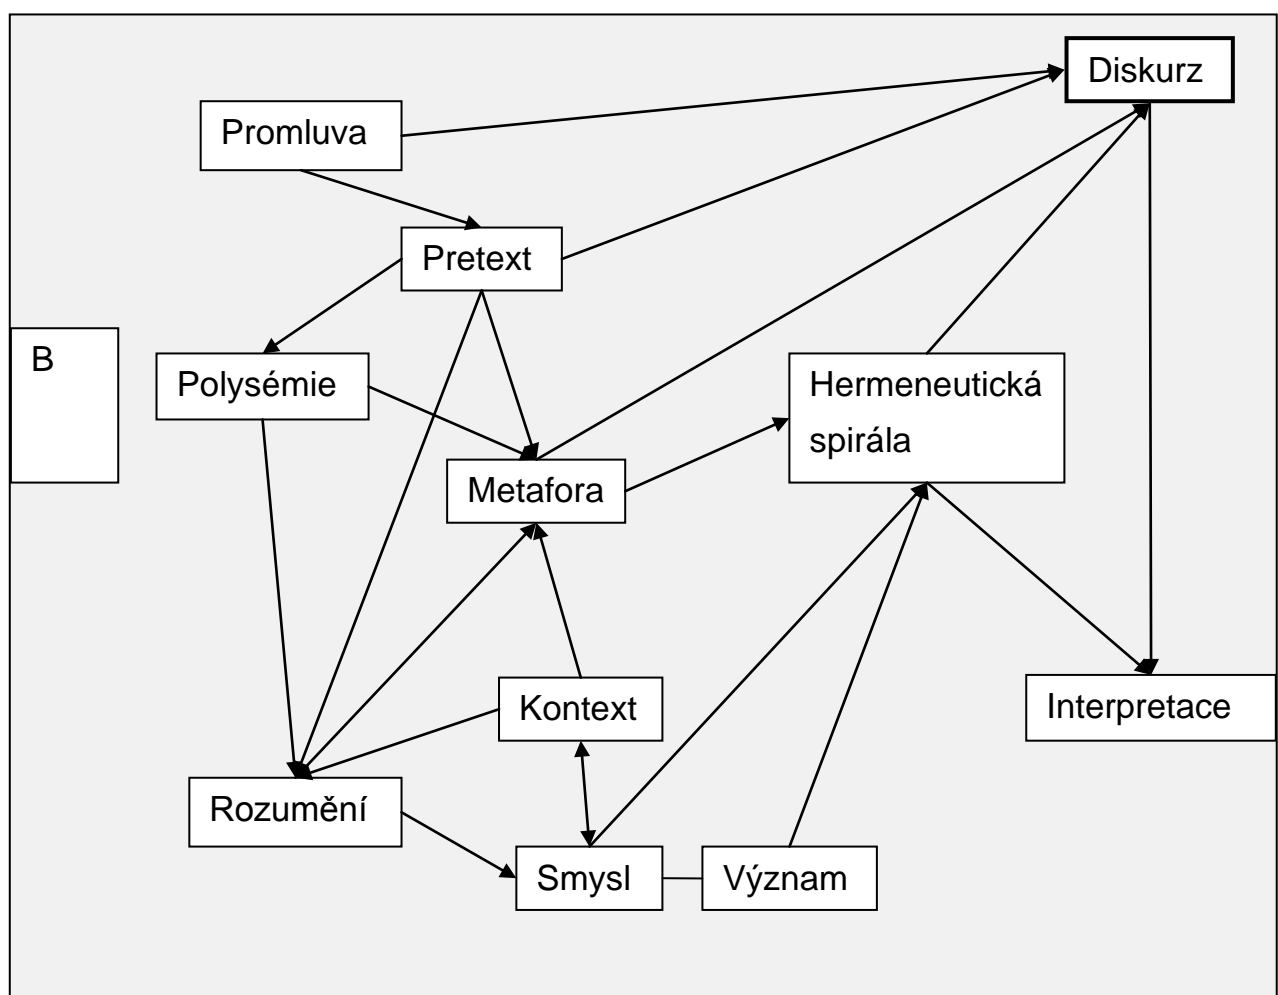 Diskurz
Promluva
Pretext
B
Polysémie
Hermeneutická
spirála
Metafora
Kontext
Interpretace
Rozumění
Smysl
Význam